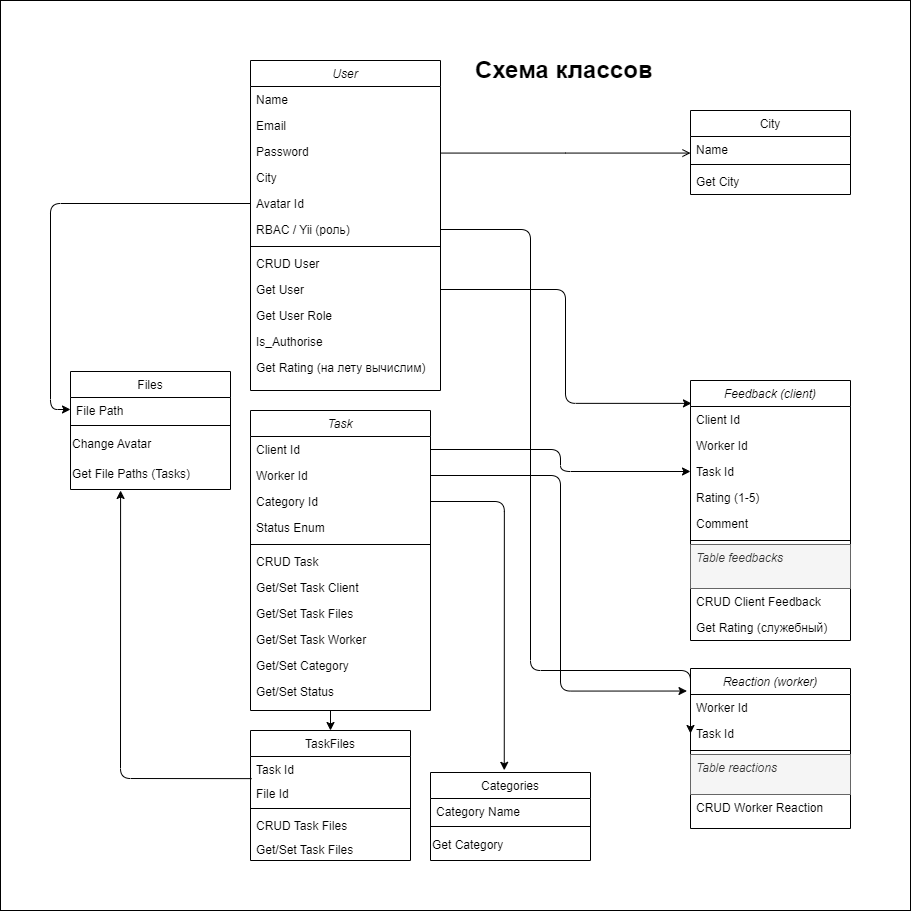 Схема классов
User
Name
Email
Password
City
Avatar Id
RBAC / Yii (роль)
CRUD User
Get User
Get User Role
Is_Authorise
Get Rating (на лету вычислим)
City
Name
Get City
Files
File Path
Change Avatar
Get File Paths (Tasks)
Task
Client Id
Worker Id
Category Id
Status Enum
CRUD Task
Get/Set Task Client
Get/Set Task Files
Get/Set Task Worker
Get/Set Category
Get/Set Status
Feedback (client)
Client Id
Worker Id
Task Id
Rating (1-5)
Comment
Table feedbacks
CRUD Client Feedback
Get Rating (служебный)
Reaction (worker)
Worker Id
Task Id
Table reactions
CRUD Worker Reaction
TaskFiles
Task Id
File Id
CRUD Task Files
Get/Set Task Files
Categories
Category Name
Get Category